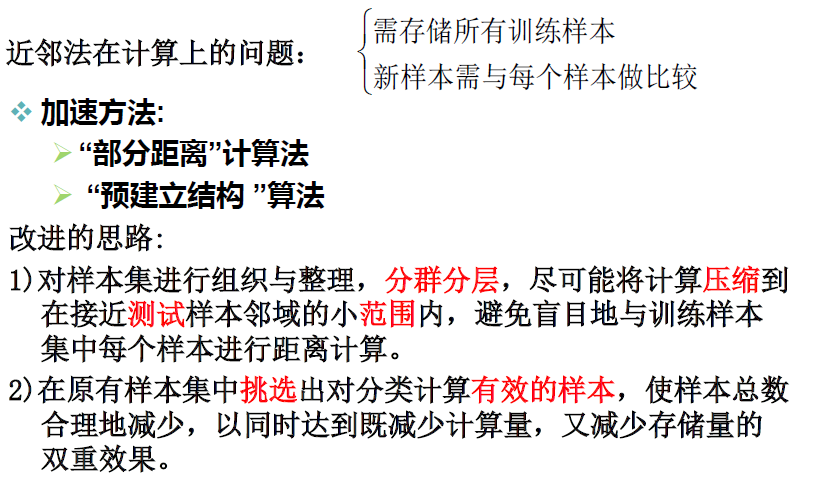 近邻法在计算上的问题：
需存储所有训练样本
新样本需与每个样本做比较
加速方法:
“部分距离”计算法
“预建立结构 ”算法
改进的思路:
1)对样本集进行组织与整理，分群分层，尽可能将计算压缩到
在接近测试样本邻域的小范围内，避免盲目地与训练样本
集中每个样本进行距离计算。
2)在原有样本集中挑选出对分类计算有效的样本，使样本总数
合理地减少，以同时达到既减少计算量，又减少存储量的
双重效果。